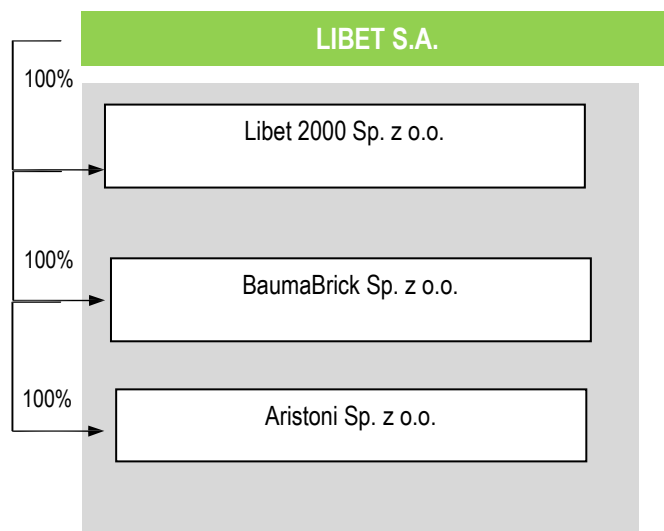 LIBET S.A.
100%
Libet 2000 Sp. z o.o.
100%
BaumaBrick Sp. z o.o.
100%
Aristoni Sp. z o.o.